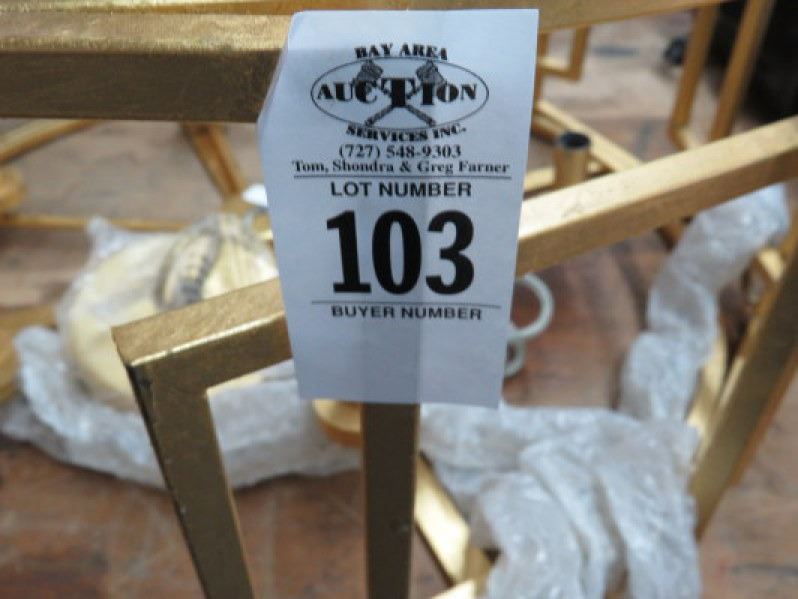 BAY AREA
AUCTION
SERVICES INC.
(727) 548-9303
Tom, Shondra & Greg Farner
LOT NUMBER
103
BUYER NUMBER